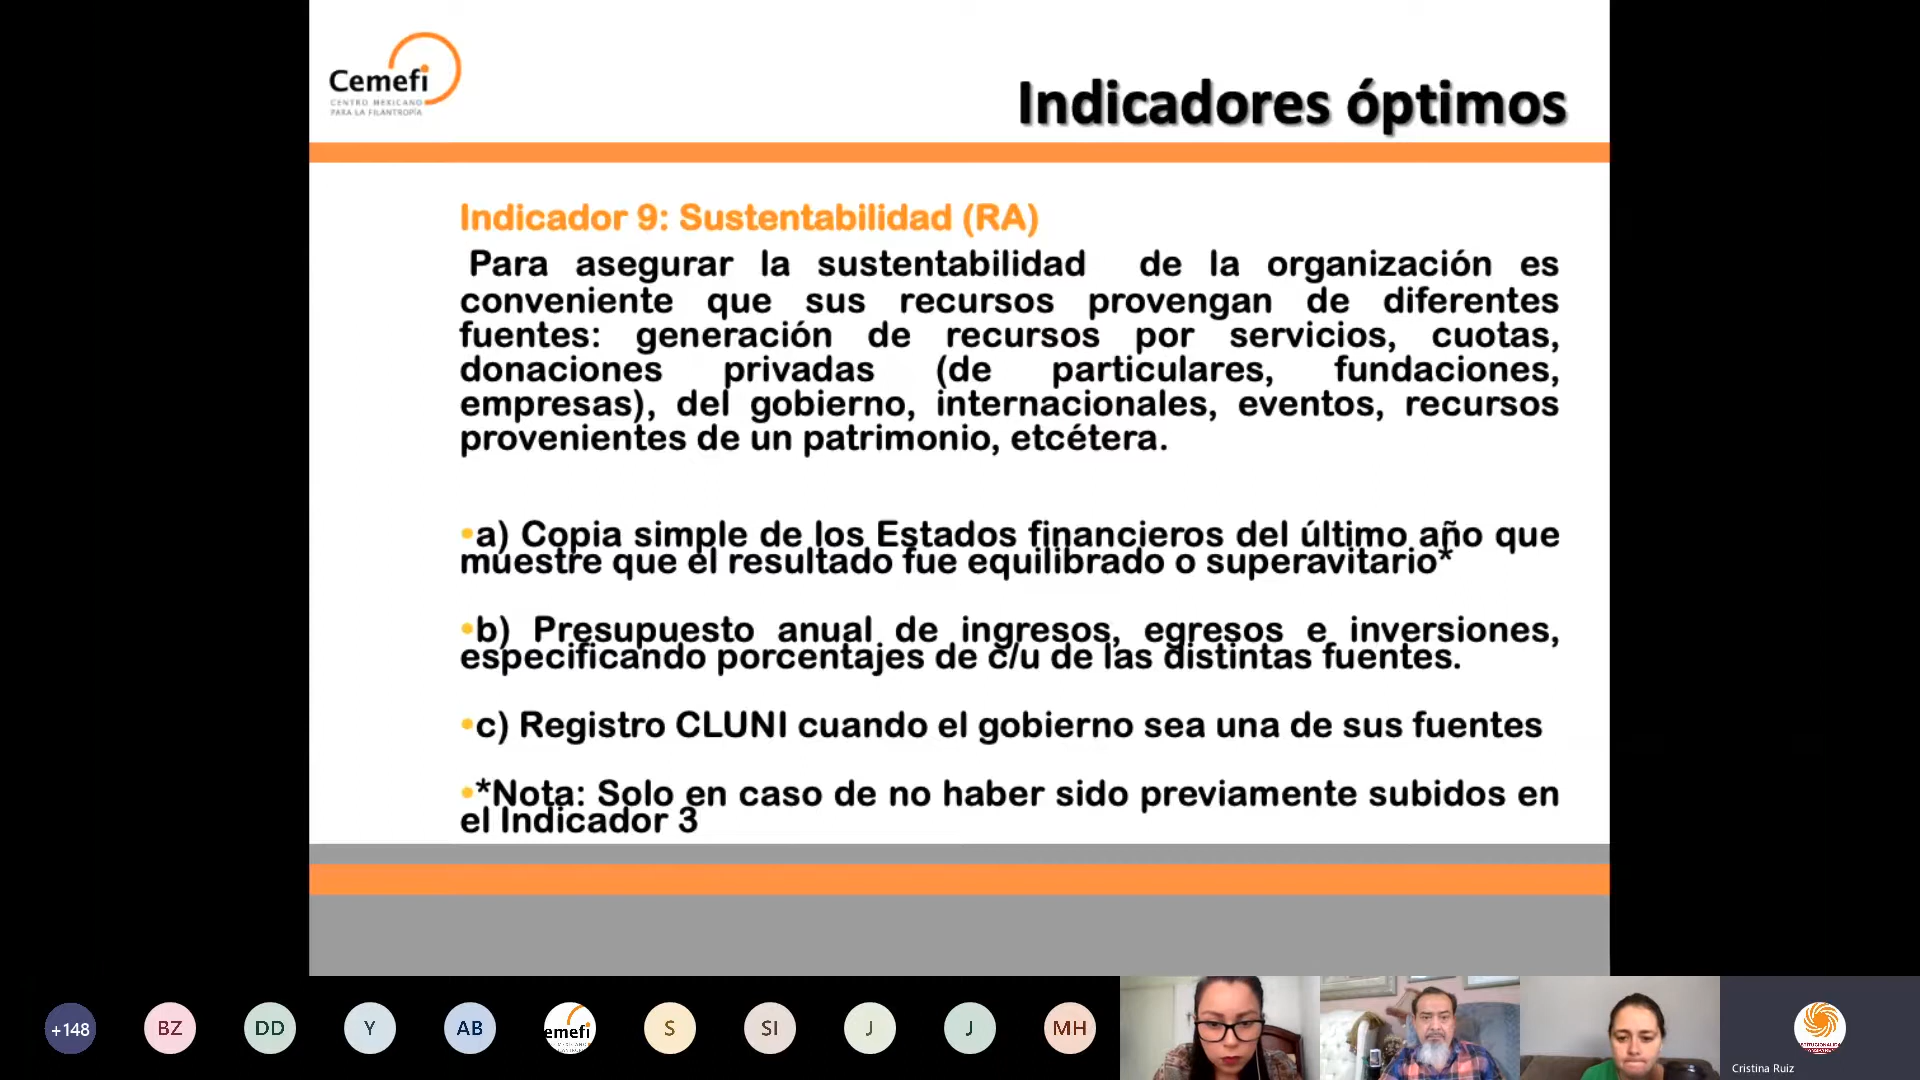 Cemefi
CENTRO MEXICANO
PARA LA FILANTROPÍA
Indicadores óptimos
Indicador 9: Sustentabilidad (RA)
Para asegurar la sustentabilidad de la organización es
conveniente que sus recursos provengan de diferentes
fuentes: generación de recursos por servicios, cuotas,
donaciones privadas (de particulares, fundaciones,
empresas), del gobierno, internacionales, eventos, recursos
provenientes de un patrimonio, etcétera.
•a) Copia simple de los Estados financieros del último año que
muestre que el resultado fue equilibrado o superavitario*
•b) Presupuesto anual de ingresos, egresos e inversiones,
especificando porcentajes de c/u de las distintas fuentes.
•c) Registro CLUNI cuando el gobierno sea una de sus fuentes
•*Nota: Solo en caso de no haber sido previamente subidos en
el Indicador 3
+148
BZ
DD
Y
AB
emefi
S
SI
J
J
MH
Cristina Ruiz